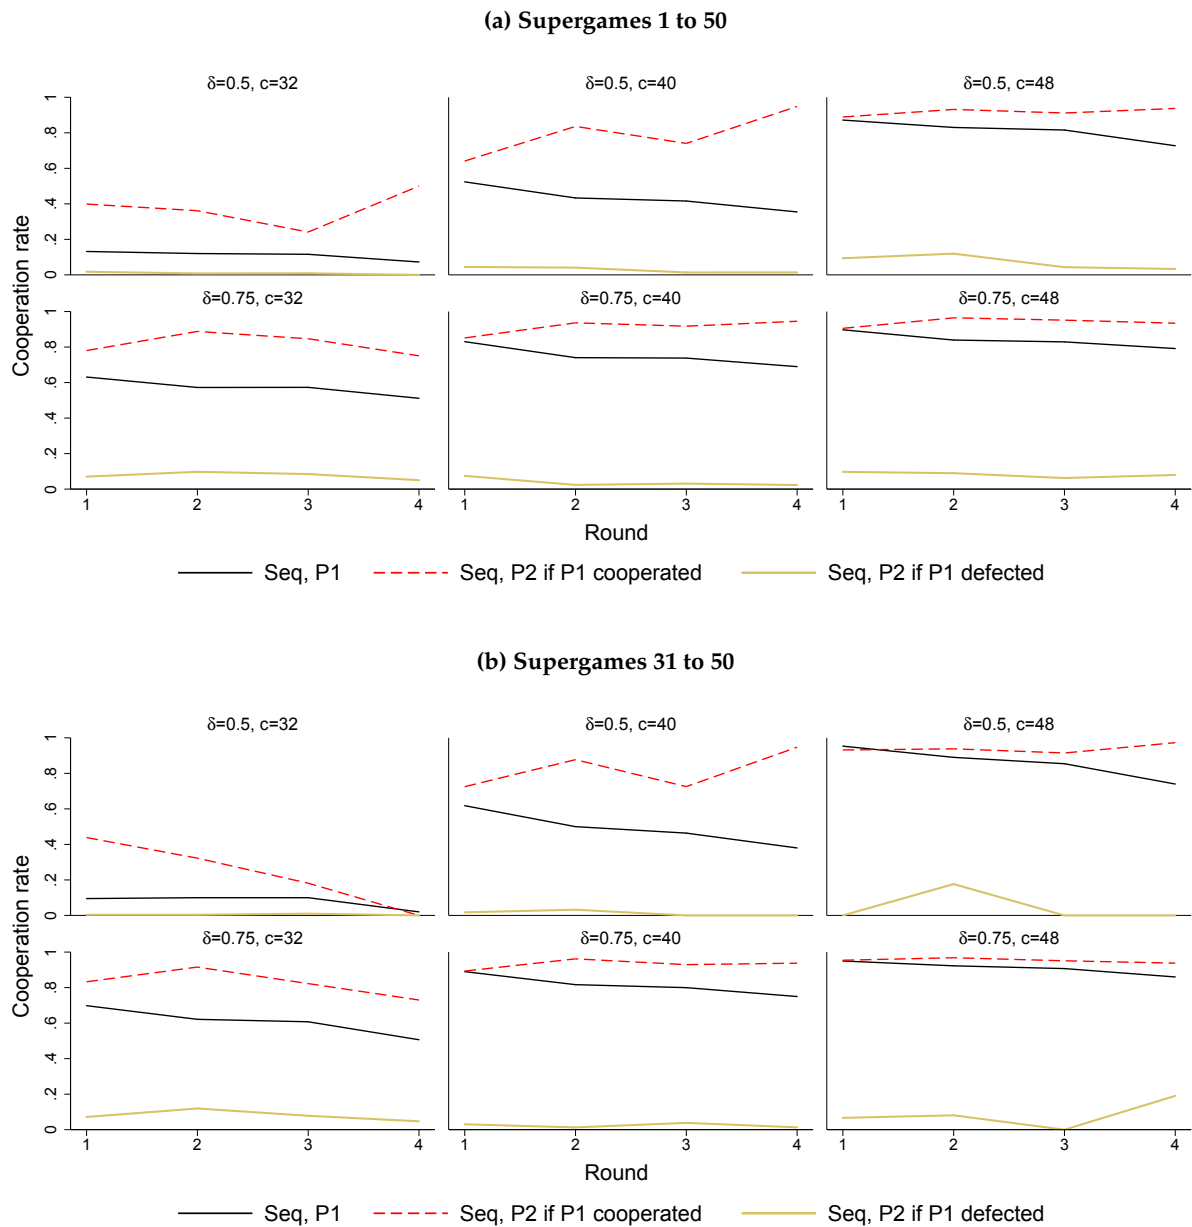 (a) Supergames 1 to 50
δ=0.5, c=32
δ=0.5, c=40
δ=0.5, c=48
Cooperation rate
0 .2 .4 .6 .8 1
δ=0.75, c=32
δ=0.75, c=40
δ=0.75, c=48
0 .2 .4 .6 .8 1
1 2 3 4
1 2 3 4
1 2 3 4
Round
Seq, P1
Seq, P2 if P1 cooperated
Seq, P2 if P1 defected
(b) Supergames 31 to 50
δ=0.5, c=32
δ=0.5, c=40
δ=0.5, c=48
Cooperation rate
0 .2 .4 .6 .8 1
δ=0.75, c=32
δ=0.75, c=40
δ=0.75, c=48
0 .2 .4 .6 .8 1
1 2 3 4
1 2 3 4
1 2 3 4
Round
Seq, P1
Seq, P2 if P1 cooperated
Seq, P2 if P1 defected